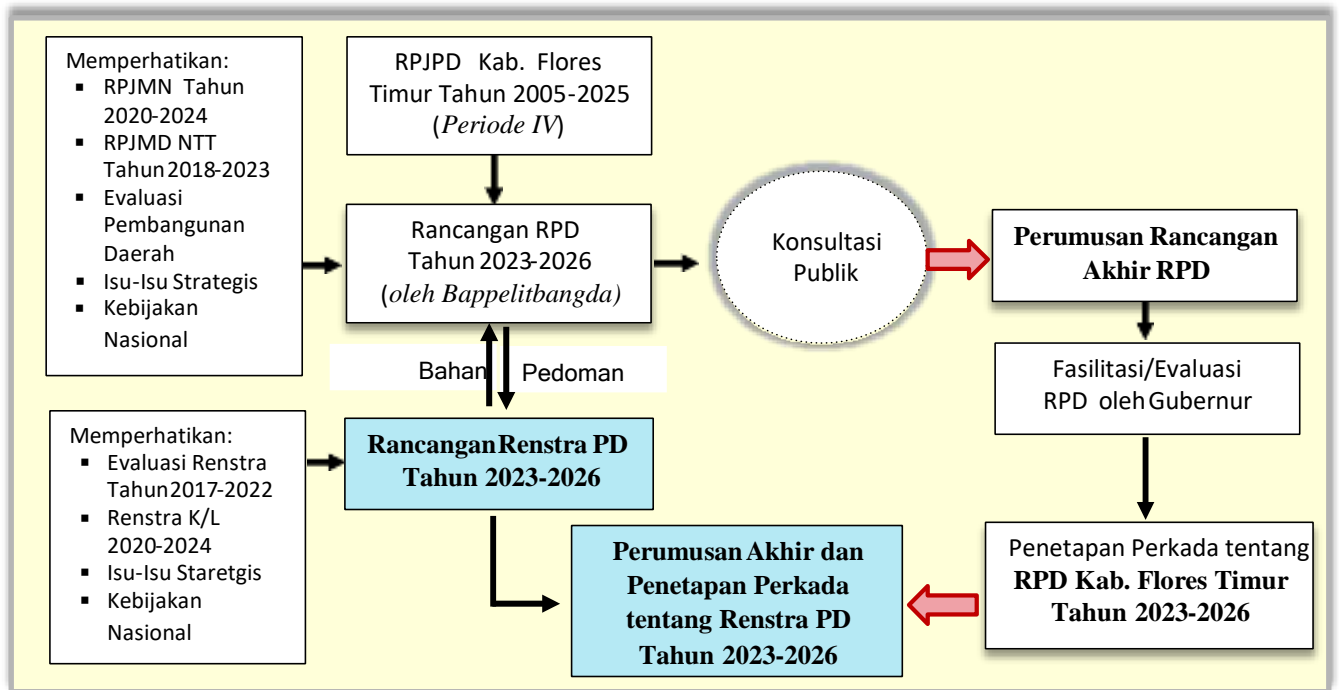 Memperhatikan:
▪ RPJMN Tahun
2020-2024
▪ RPJMD NTT
Tahun 2018-2023
▪ Evaluasi
Pembangunan
Daerah
▪ Isu-Isu Strategis
▪ Kebijakan
Nasional
RPJPD Kab. Flores
Timur Tahun 2005-2025
(Periode IV)
Rancangan RPD
Tahun 2023-2026
(oleh Bappelitbangda)
Konsultasi
Publik
Perumusan Rancangan
Akhir RPD
Bahan
Pedoman
Fasilitasi/Evaluasi
RPD oleh Gubernur
Memperhatikan:
▪ Evaluasi Renstra
Tahun 2017-2022
▪ Renstra K/L
2020-2024
▪ Isu-Isu Staretgis
▪ Kebijakan
Nasional
Rancangan Renstra PD
Tahun 2023-2026
Perumusan Akhir dan
Penetapan Perkada
tentang Renstra PD
Tahun 2023-2026
Penetapan Perkada tentang
RPD Kab. Flores Timur
Tahun 2023-2026